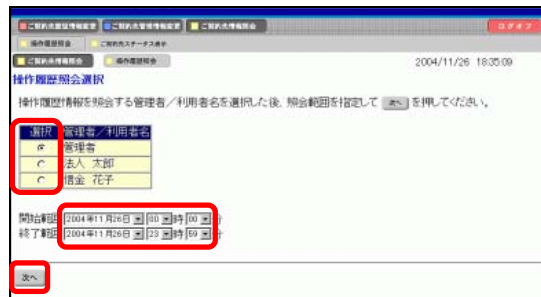 ご契約先登録情報変更 ご契約先管理情報変更 ご契約先情報照会 ログオフ
操作履歴照会 ご契約先ステータス表示
ご契約先情報照会 操作履歴照会 2004/11/26 18:35:09
操作履歴照会選択
操作履歴情報を照会する管理者／利用者名を選択した後、照会範囲を指定して 次へ を押してください。
選択 管理者／利用者名
管理者
法人 太郎
信金 花子
開始範囲 2004年11月26日 00 時 00 分
終了範囲 2004年11月26日 23 時 59 分
次へ